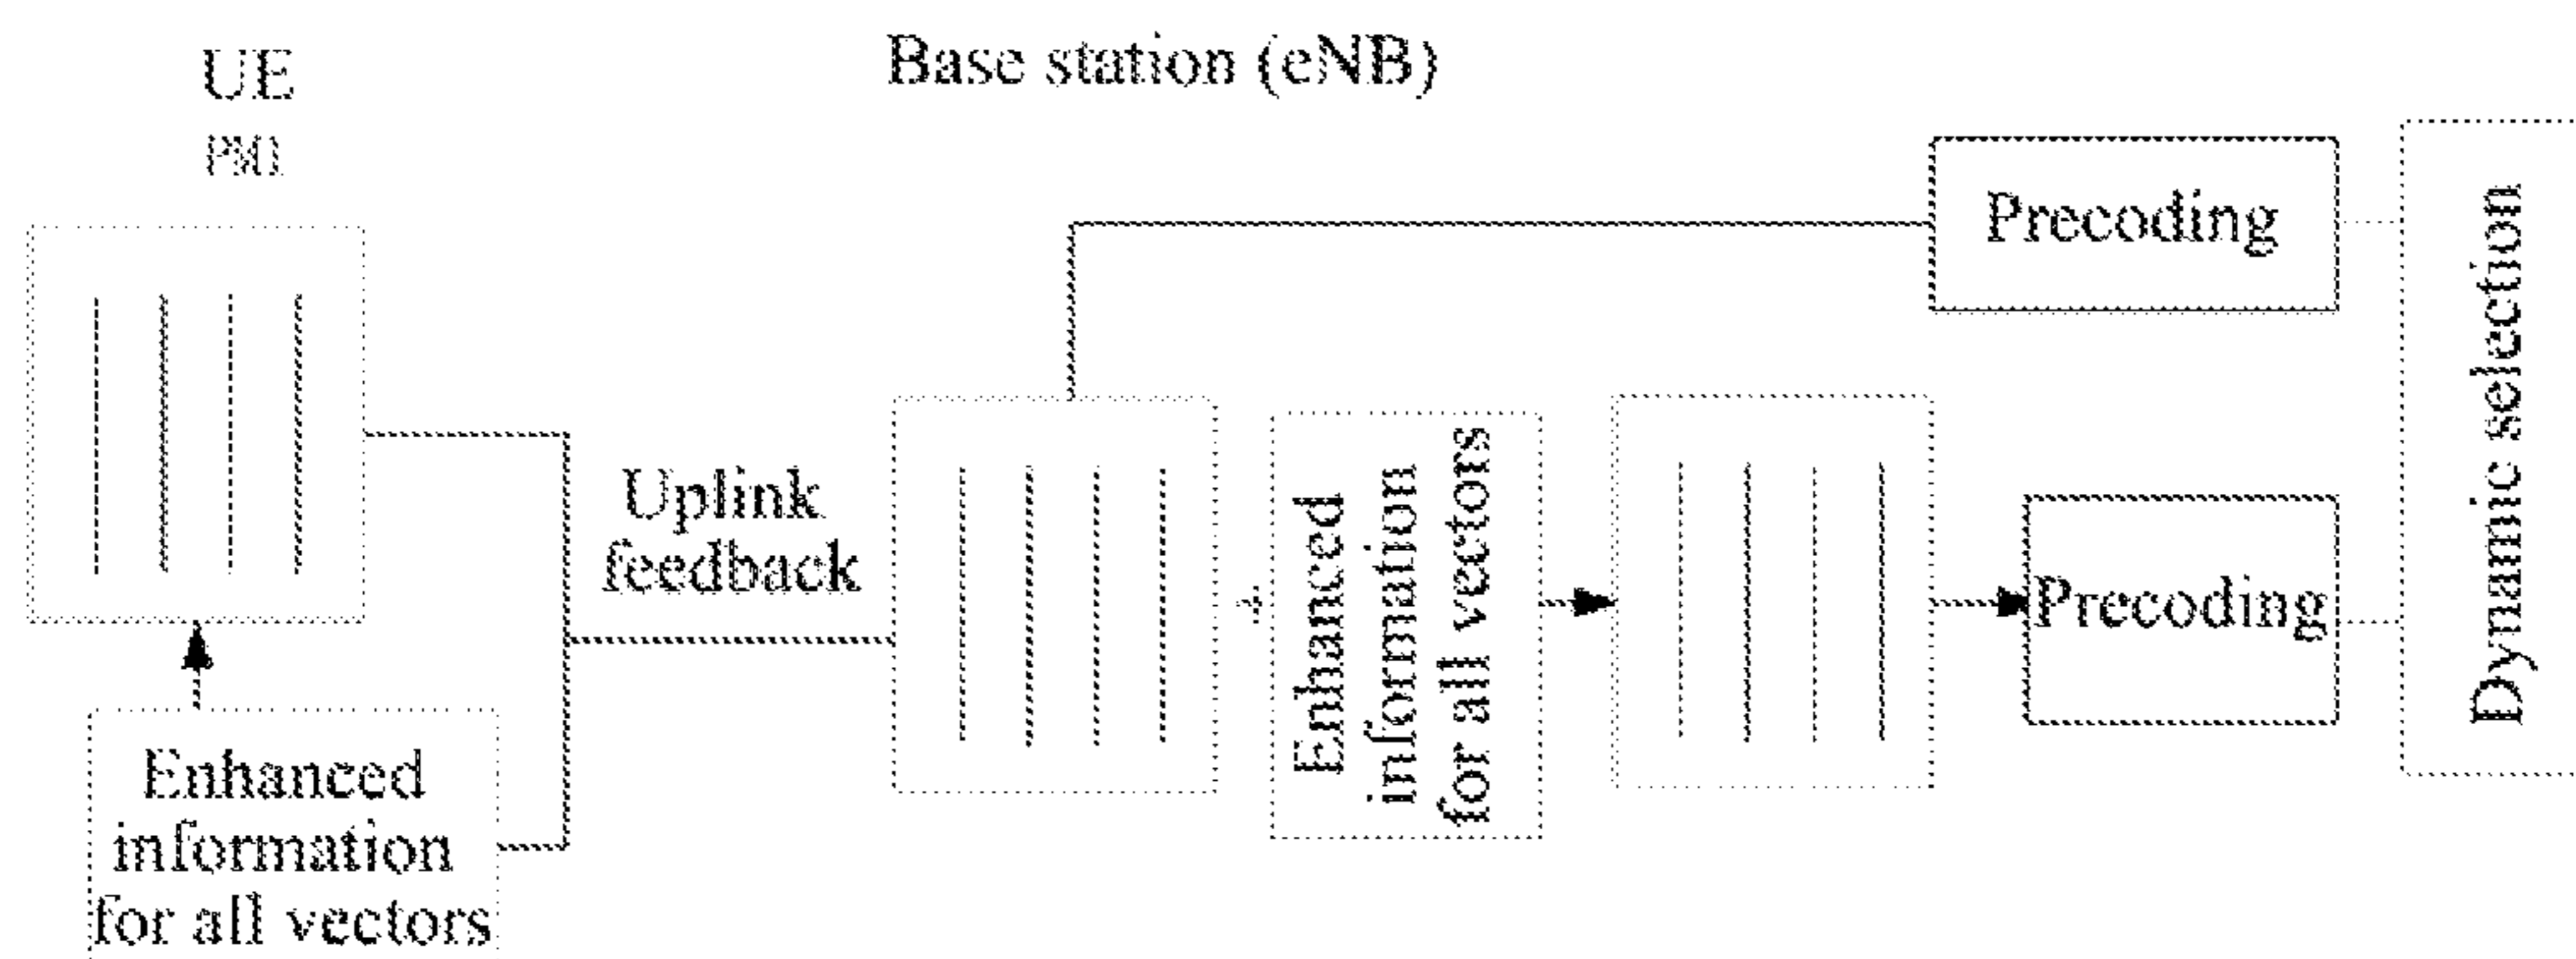 UE
PMI
Base station (eNB)
Precoding
Dynamic selection
Uplink
feedback
Enhanced
information
for all vectors
Precoding
Enhanced
information
for all vectors